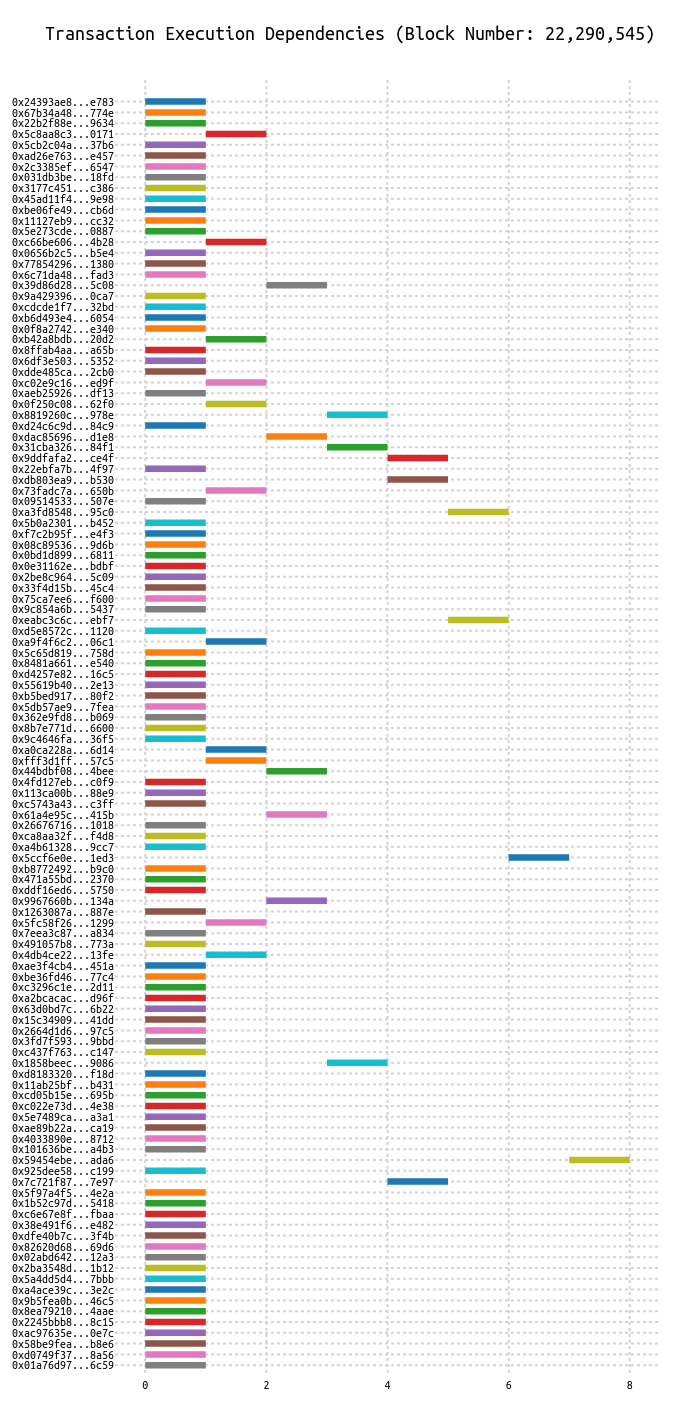 Transaction Execution Dependencies (Block Number: 22,290,545)
0x24393ae8...e783
0x67b34a48...774e
0x22b2f88e...9634
0x5c8aa8c3...0171
0x5cb2c04a...37b6
0xad26e763...e457
0x2c3385ef...6547
0x031db3be...18fd
0x3177c451...c386
0x45ad11f4...9e98
0xbe06fe49...cb6d
0x11127eb9...cc32
0x5e273cde...0887
0xc66be606...4b28
0x0656b2c5...b5e4
0x77854296...1380
0x6c71da48...fad3
0x39d86d28...5c08
0x9a429396...0ca7
0xcdcde1f7...32bd
0xb6d493e4...6054
0x0f8a2742...e340
0xb42a8bdb...20d2
0x8ffab4aa...a65b
0x6df3e503...5352
0xdde485ca...2cb0
0xc02e9c16...ed9f
0xaeb25926...df13
0x0f250c08...62f0
0x8819260c...978e
0xd24c6c9d...84c9
0xdac85696...d1e8
0x31cba326...84f1
0x9ddfafa2...ce4f
0x22ebfa7b...4f97
0xdb803ea9...b530
0x73fadc7a...650b
0x09514533...507e
0xa3fd8548...95c0
0x5b0a2301...b452
0xf7c2b95f...e4f3
0x08c89536...9d6b
0x0bd1d899...6811
0x0e31162e...bdbf
0x2be8c964...5c09
0x33f4d15b...45c4
0x75ca7ee6...f600
0x9c854a6b...5437
0xeabc3c6c...ebf7
0xd5e8572c...1120
0xa9f4f6c2...06c1
0x5c65d819...758d
0x8481a661...e540
0xd4257e82...16c5
0x55619b40...2e13
0xb5bed917...80f2
0x5db57ae9...7fea
0x362e9fd8...b069
0x8b7e771d...6600
0x9c4646fa...36f5
0xa0ca228a...6d14
0xfff3d1ff...57c5
0x44bdbf08...4bee
0x4fd127eb...c0f9
0x113ca00b...88e9
0xc5743a43...c3ff
0x61a4e95c...415b
0x26676716...1018
0xca8aa32f...f4d8
0xa4b61328...9cc7
0x5ccf6e0e...1ed3
0xb8772492...b9c0
0x471a55bd...2370
0xddf16ed6...5750
0x9967660b...134a
0x1263087a...887e
0x5fc58f26...1299
0x7eea3c87...a834
0x491057b8...773a
0x4db4ce22...13fe
0xae3f4cb4...451a
0xbe36fd46...77c4
0xc3296c1e...2d11
0xa2bcacac...d96f
0x63d0bd7c...6b22
0x15c34909...41dd
0x2664d1d6...97c5
0x3fd7f593...9bbd
0xc437f763...c147
0x1858beec...9086
0xd8183320...f18d
0x11ab25bf...b431
0xcd05b15e...695b
0xc022e73d...4e38
0x5e7489ca...a3a1
0xae89b22a...ca19
0x4033890e...8712
0x101636be...a4b3
0x59454ebe...ada6
0x925dee58...c199
0x7c721f87...7e97
0x5f97a4f5...4e2a
0x1b52c97d...5418
0xc6e67e8f...fbaa
0x38e491f6...e482
0xdfe40b7c...3f4b
0x82620d68...69d6
0x02abd642...12a3
0x2ba3548d...1b12
0x5a4dd5d4...7bbb
0xa4ace39c...3e2c
0x9b5fea0b...46c5
0x8ea79210...4aae
0x2245bbb8...8c15
0xac97635e...0e7c
0x58be9fea...b8e6
0xd0749f37...8a56
0x01a76d97...6c59
0 2 4 6 8